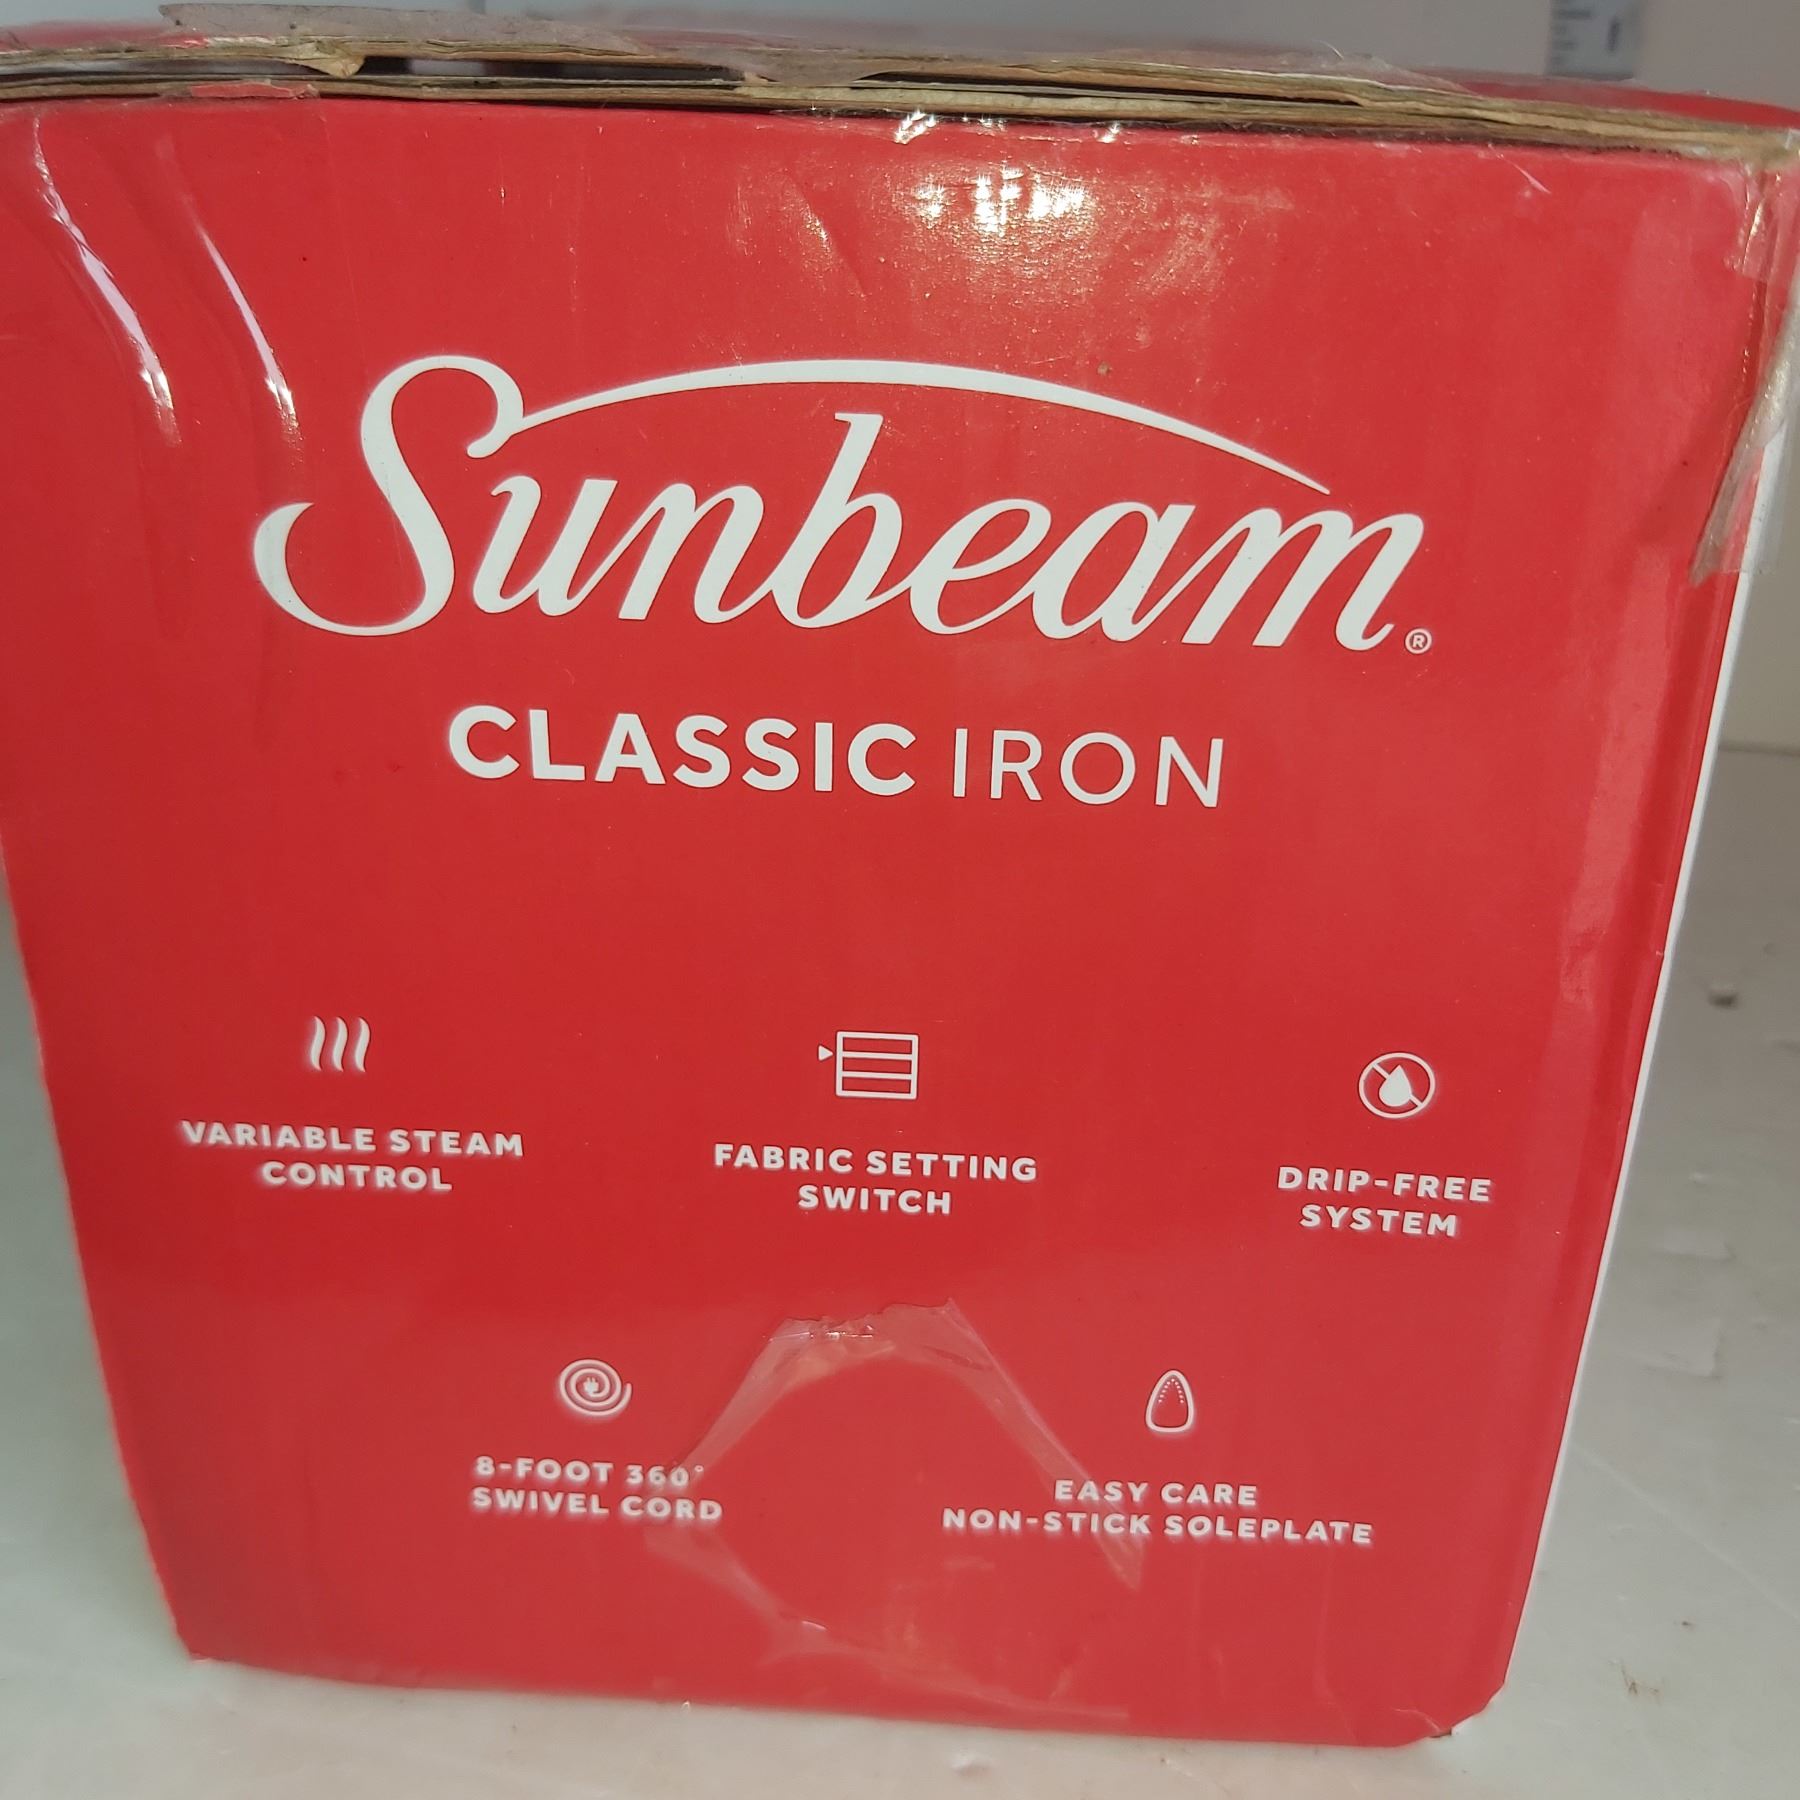 Sunbeam®
CLASSIC IRON
VARIABLE STEAM
CONTROL
FABRIC SETTING
SWITCH
DRIP-FREE
SYSTEM
8-FOOT 360°
SWIVEL CORD
EASY CARE
NON-STICK SOLEPLATE